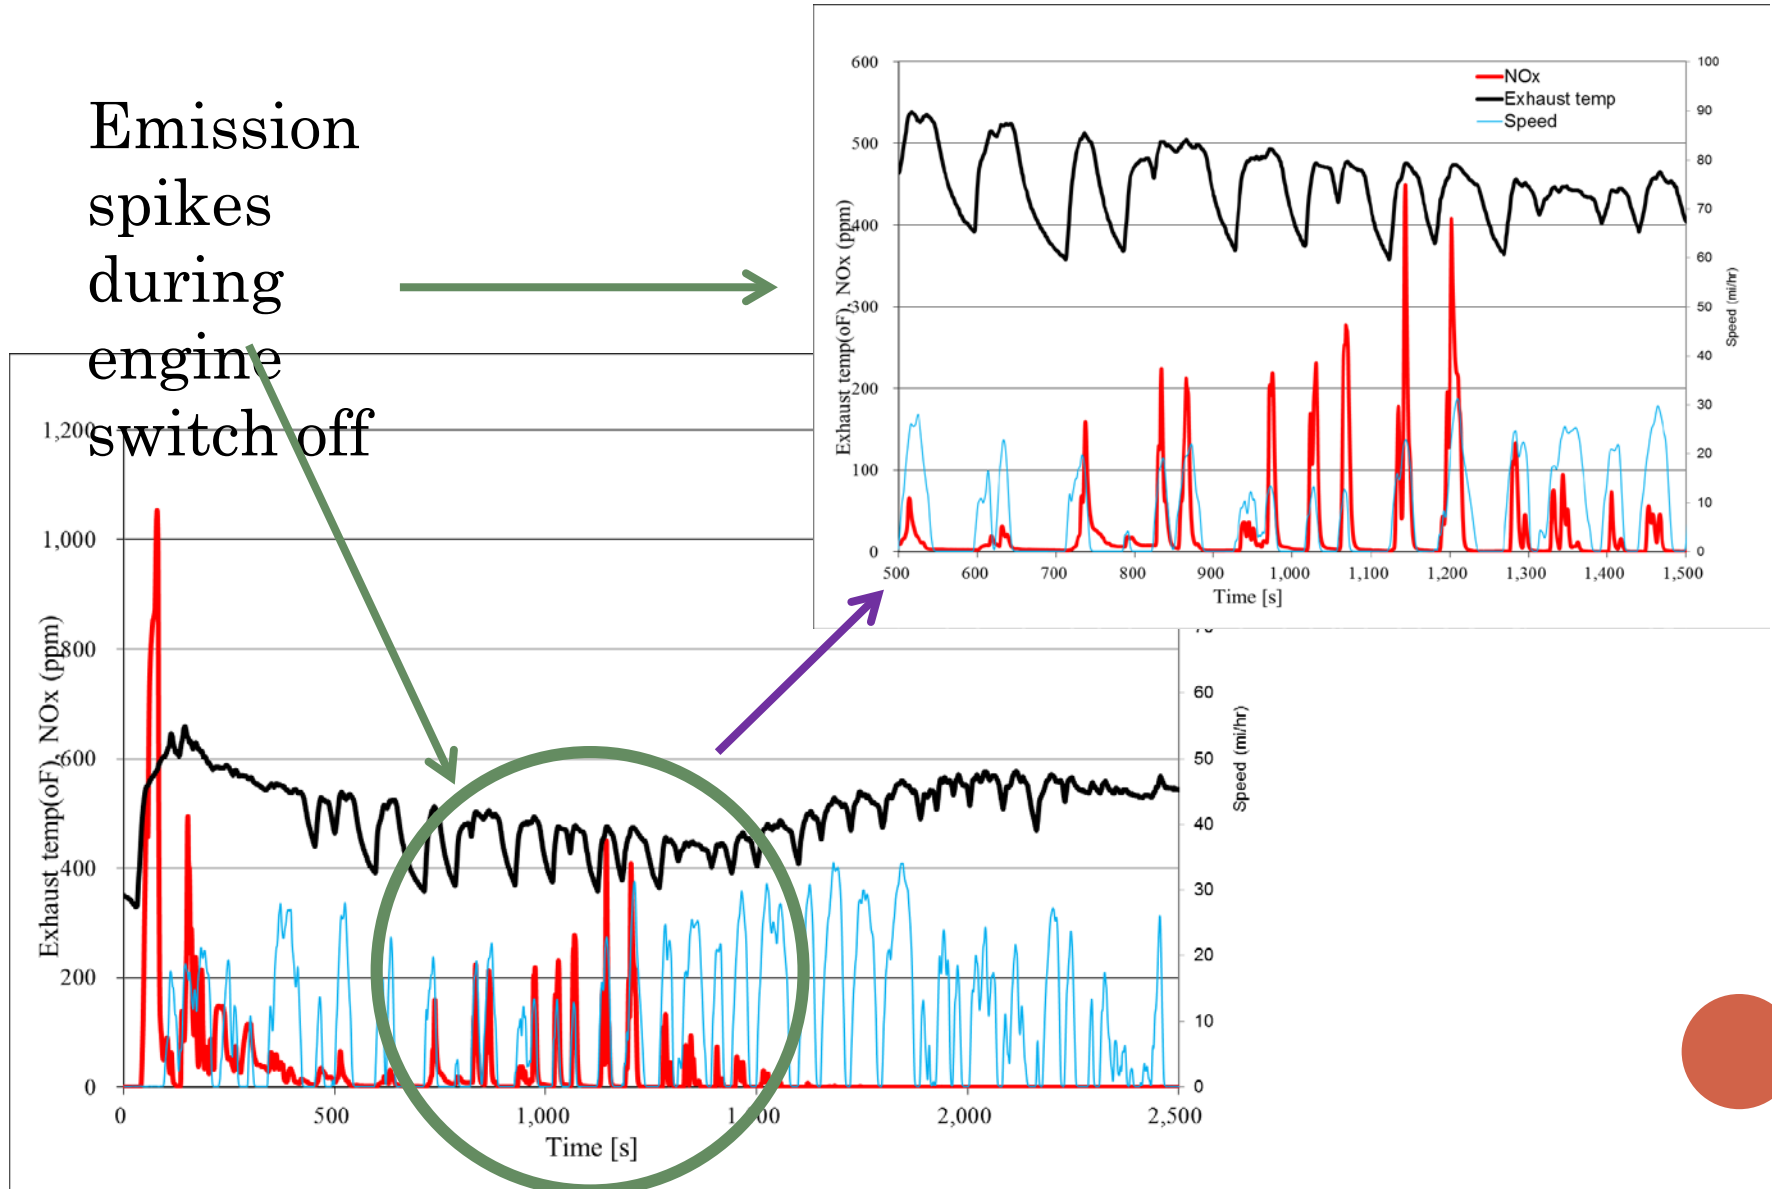 Emission
spikes
during
engine
switch off
600
500
400
300
200
100
0
Exhaust temp(oF), NOx (ppm)
NOx
Exhaust temp
Speed
100
90
80
70
60
50
40
30
20
10
0
Speed (mi/hr)
500 600 700 800 900 1,000 1,100 1,200 1,300 1,400 1,500
Time [s]
1,200
1,000
800
600
400
200
0
Exhaust temp(oF), NOx (ppm)
70
60
50
40
30
20
10
0
Speed (mi/hr)
0 500 1,000 1,500 2,000 2,500
Time [s]